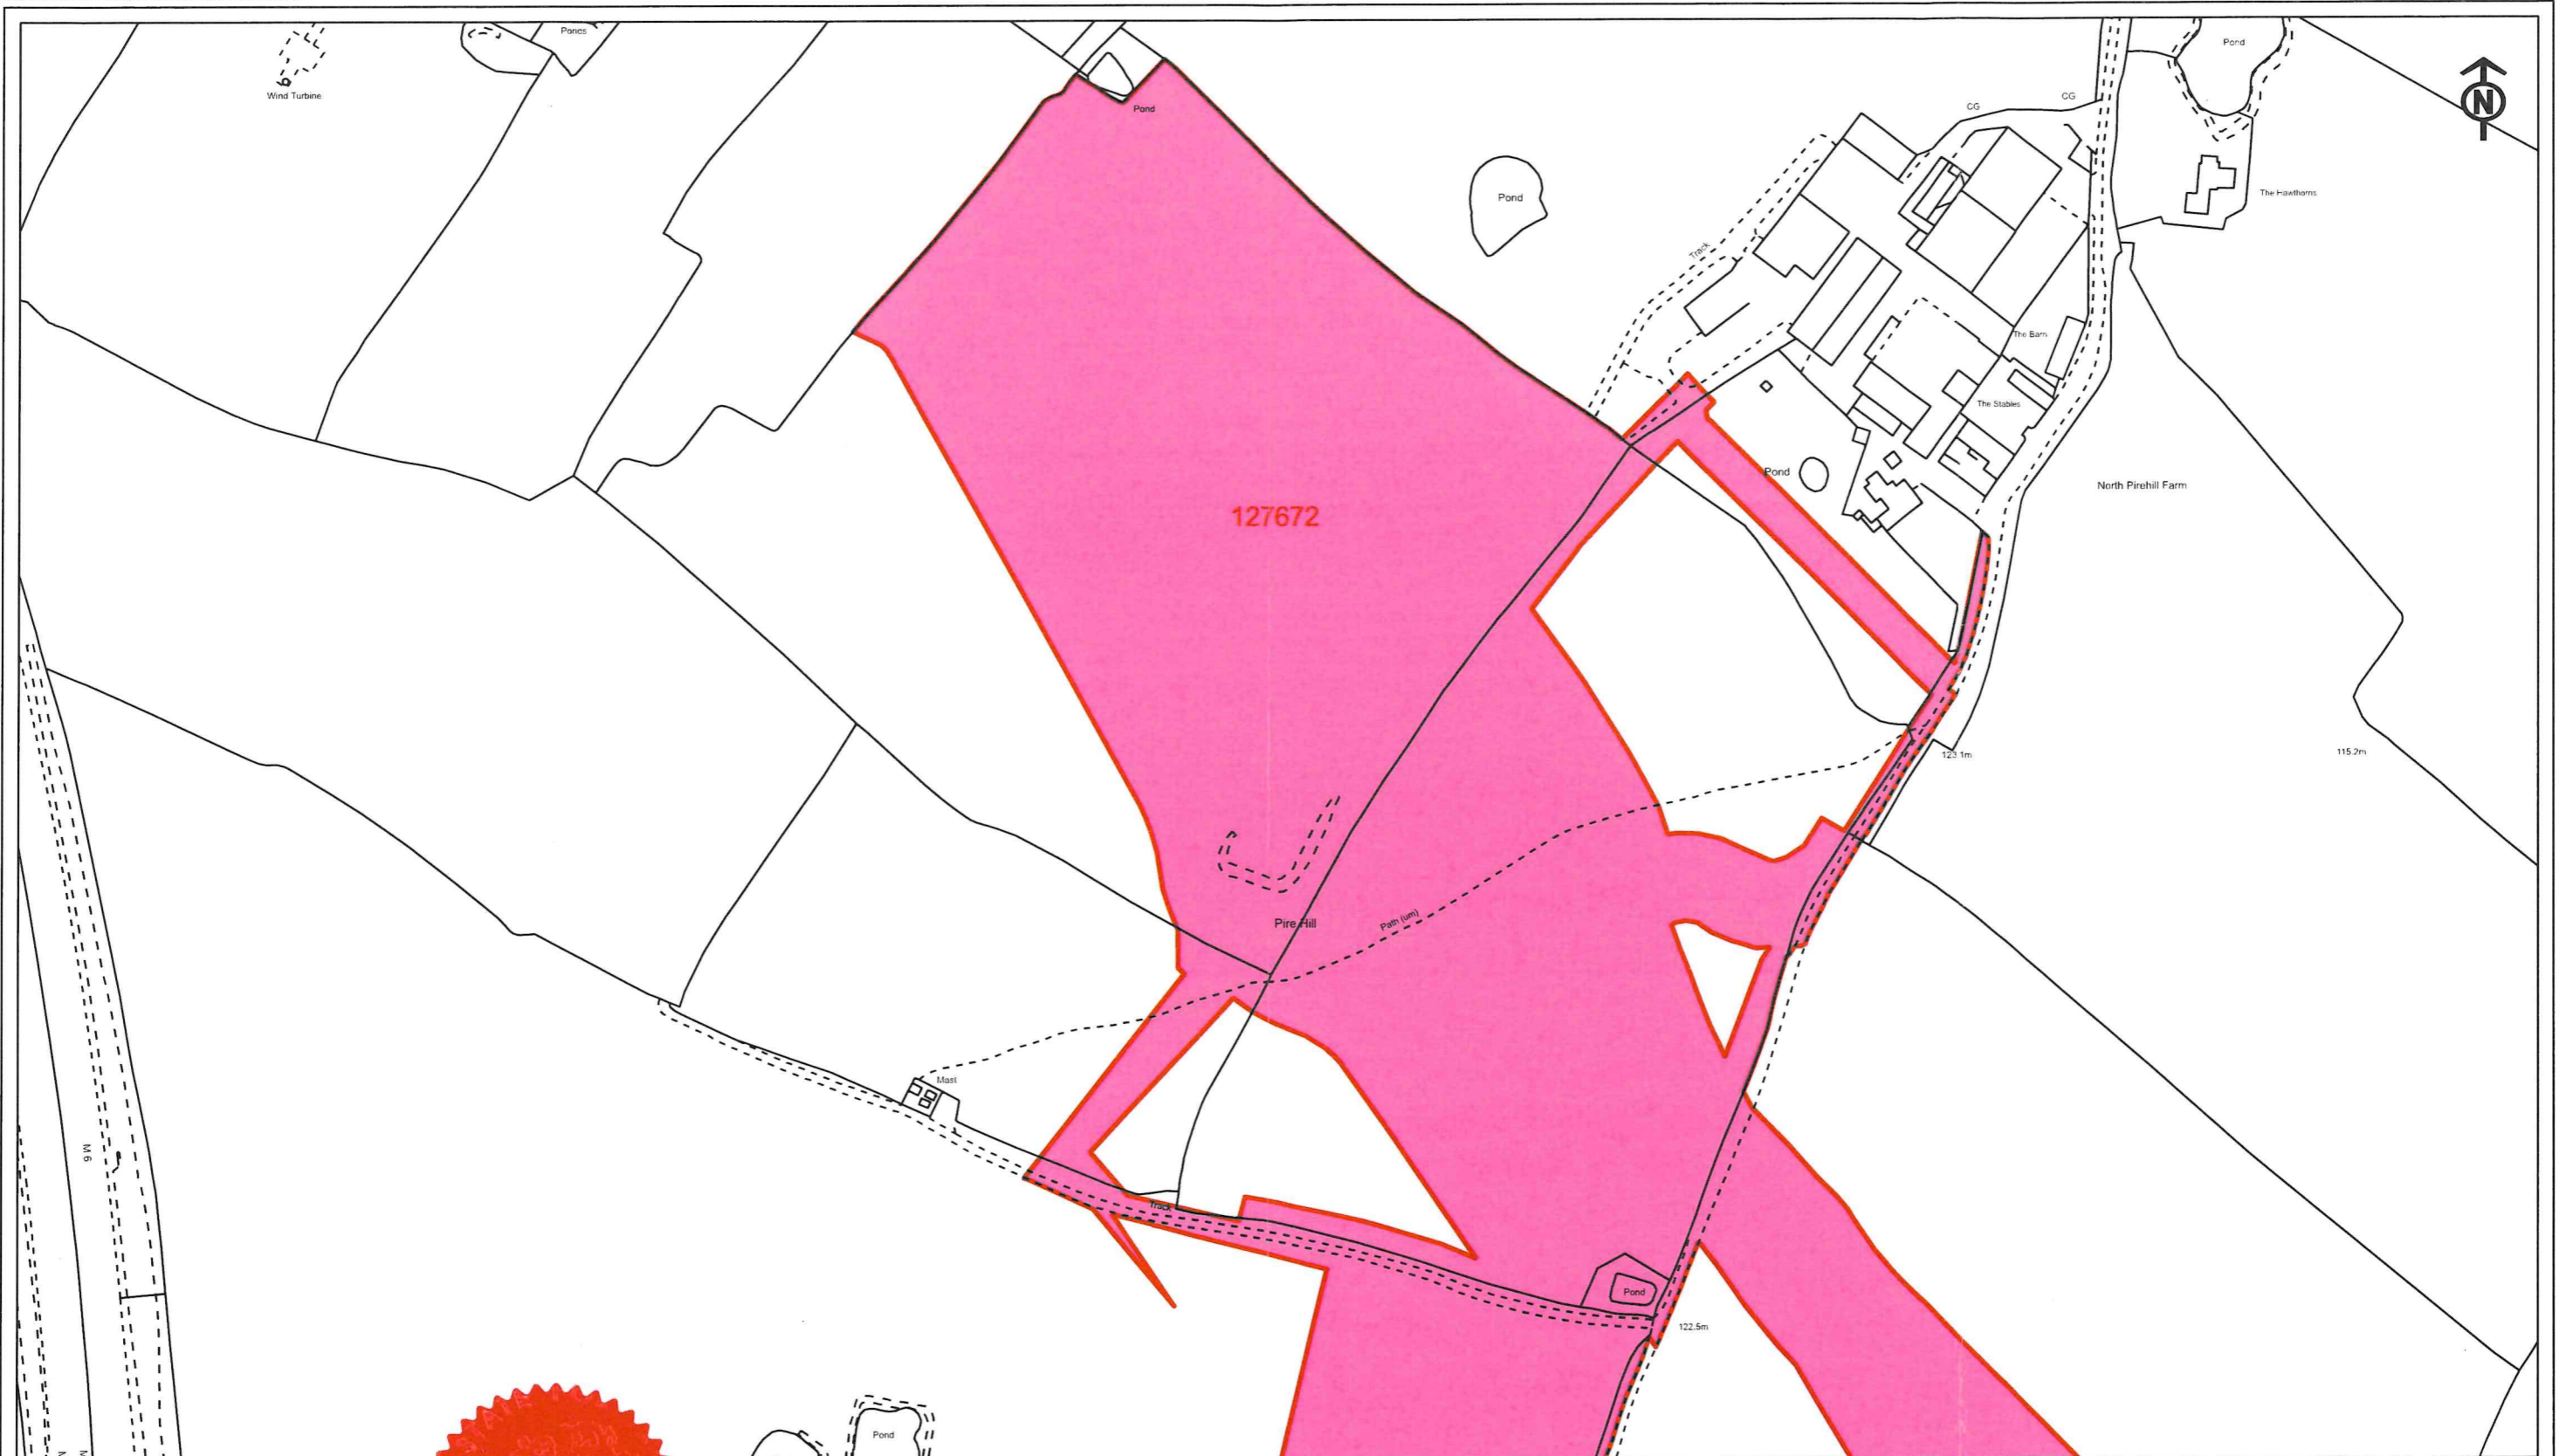 Ponds
Pond
Wind Turbine
CG
CG
Pond
N
Pond
The Hawthorns
Track
The Barn
The Stables
Pond
North Pirehill Farm
127672
123.1m
115.2m
Pire Hill
Path (um)
Mast
M 6
Track
Pond
122.5m
Pond